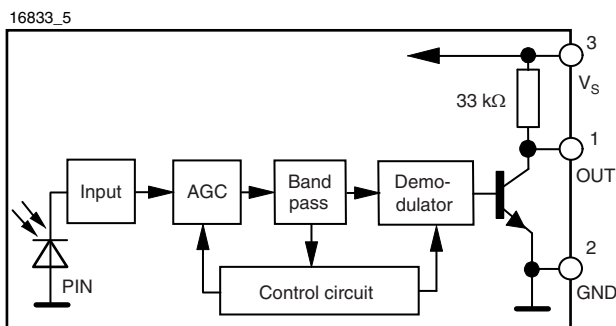 16833_5
3
VS
33 kΩ
1
OUT
Input
AGC
Band
pass
Demo-
dulator
2
GND
PIN
Control circuit